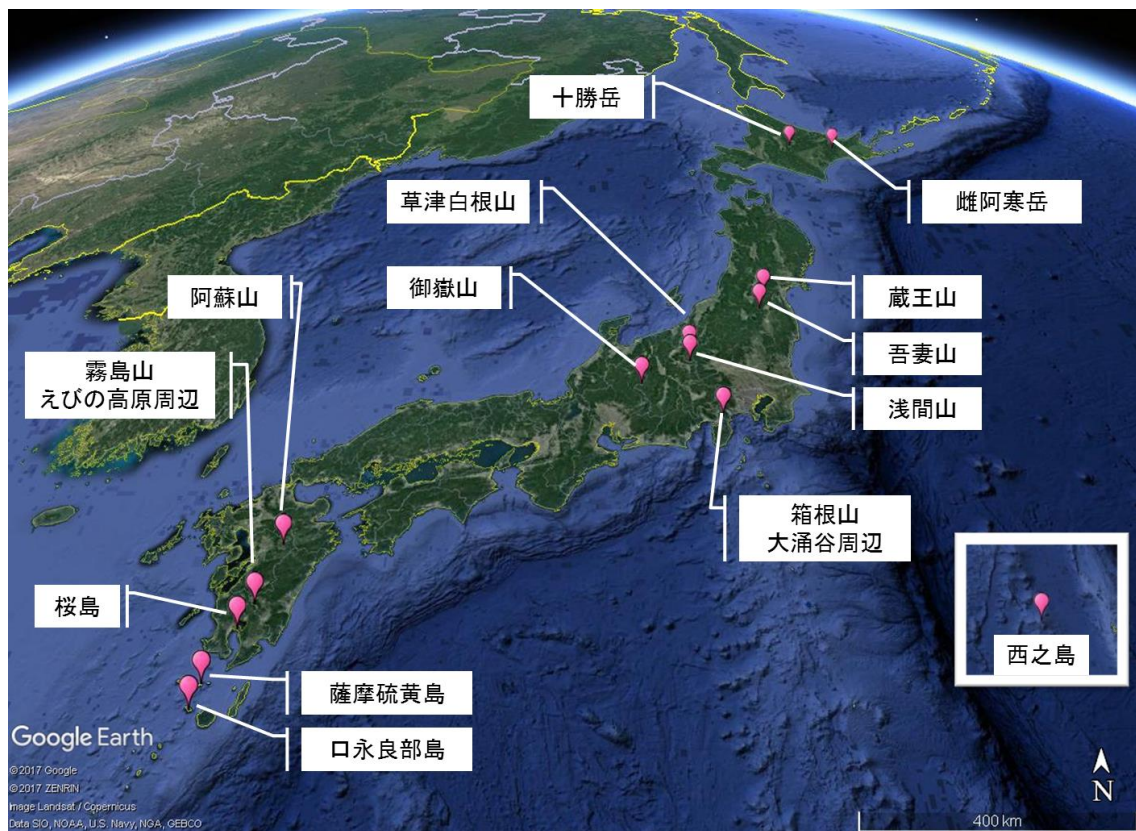 十勝岳
雌阿寒岳
草津白根山
御嶽山
蔵王山
阿蘇山
吾妻山
霧島山
えびの高原周辺
浅間山
箱根山
大涌谷周辺
桜島
西之島
薩摩硫黄島
口永良部島
Google Earth
©2017 Google
©2017 ZENRIN
Image Landsat / Copernicus
Data SIO, NOAA, U.S. Navy, NGA, GEBCO
N
400 km